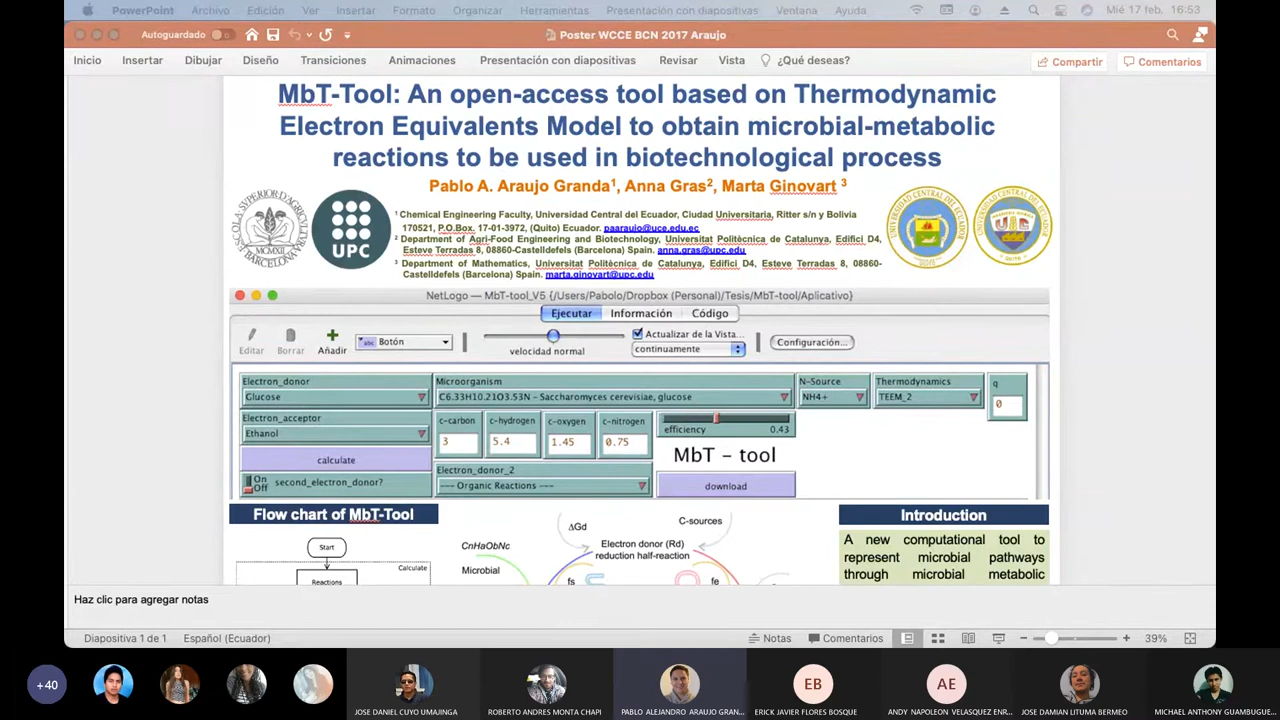 PowerPoint Archivo Edición Ver Insertar Formato Organizar Herramientas Presentación con diapositivas Ventana Ayuda Mié 17 feb. 16:53
Autoguardado Poster WCCE BCN 2017 Araujo
Inicio Insertar Dibujar Diseño Transiciones Animaciones Presentación con diapositivas Revisar Vista ¿Qué deseas? Compartir Comentarios
MbT-Tool: An open-access tool based on Thermodynamic
Electron Equivalents Model to obtain microbial-metabolic
reactions to be used in biotechnological process
Pablo A. Araujo Granda1, Anna Gras2, Marta Ginovart 3
1 Chemical Engineering Faculty, Universidad Central del Ecuador, Ciudad Universitaria, Ritter s/n y Bolivia
170521, P.O.Box. 17-01-3972, (Quito) Ecuador. paaraujo@uce.edu.ec
2 Department of Agri-Food Engineering and Biotechnology, Universitat Politècnica de Catalunya, Edifici D4,
Esteve Terradas 8, 08860-Castelldefels (Barcelona) Spain. anna.gras@upc.edu
3 Department of Mathematics, Universitat Politècnica de Catalunya, Edifici D4, Esteve Terradas 8, 08860-
Castelldefels (Barcelona) Spain. marta.ginovart@upc.edu
UPC
NetLogo — MbT-tool_V5 {/Users/Pabolo/Dropbox (Personal)/Tesis/MbT-tool/Aplicativo}
Ejecutar Información Código
Editar Borrar Añadir abc Botón velocidad normal Actualizar de la Vista... continuamente Configuración...
Electron_donor Microorganism N-Source Thermodynamics q
Glucose C6.33H10.21O3.53N - Saccharomyces cerevisiae, glucose NH4+ TEEM_2 0
Electron_acceptor c-carbon c-hydrogen c-oxygen c-nitrogen efficiency 0.43
Ethanol 3 5.4 1.45 0.75
calculate MbT - tool
Electron_donor_2
On Off second_electron_donor? --- Organic Reactions --- download
Flow chart of MbT-Tool
Start
Calculate
Reactions
CnHaObNc
Microbial
ΔGd
C-sources
Electron donor (Rd)
reduction half-reaction
fs fe
Introduction
A new computational tool to
represent microbial pathways
through microbial metabolic
Haz clic para agregar notas
Diapositiva 1 de 1 Español (Ecuador) Notas Comentarios 39%
+40 EB AE
JOSE DANIEL CUYO UMAJINGA ROBERTO ANDRES MONTA CHAPI PABLO ALEJANDRO ARAUJO GRAN... ERICK JAVIER FLORES BOSQUE ANDY NAPOLEON VELASQUEZ ENR... JOSE DAMIAN LITUMA BERMEO MICHAEL ANTHONY GUAMBUGUE...